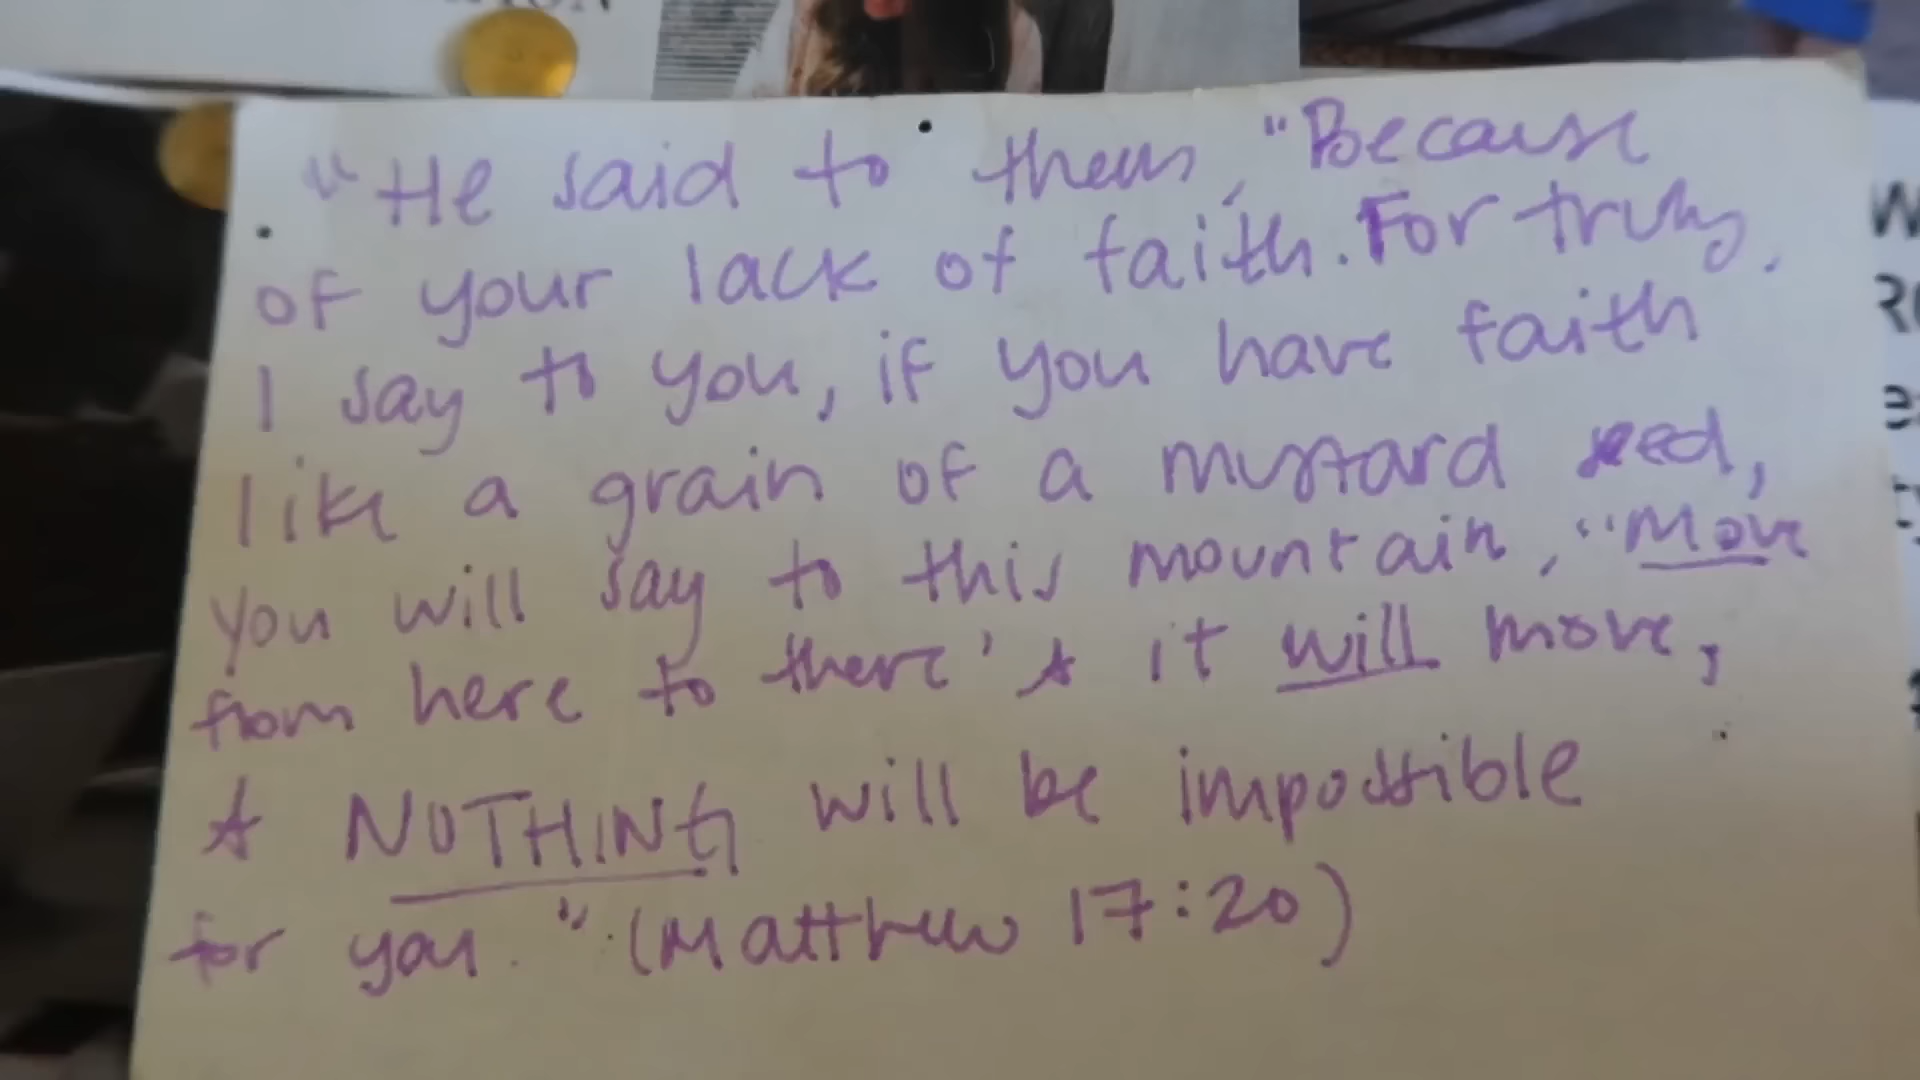 "He said to them, "Because
of your lack of faith. For truly,
I say to you, if you have faith
like a grain of a mustard seed,
you will say to this mountain, "Move
from here to there' & it will move,
& NOTHING will be impossible
for you." (Matthew 17:20)